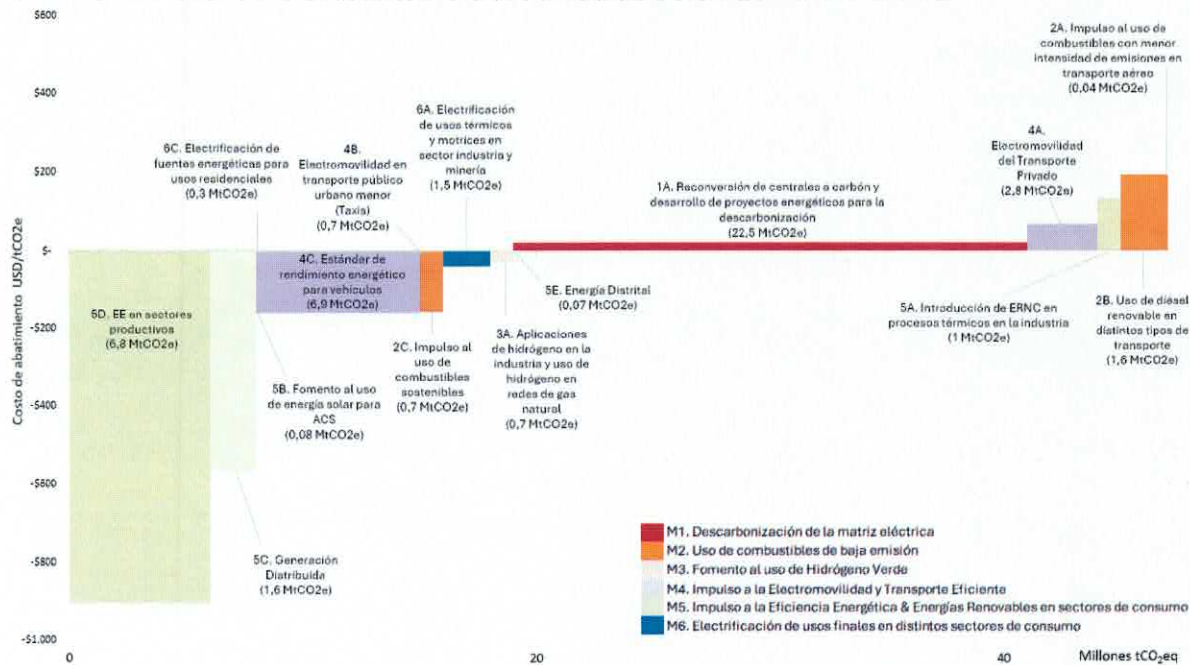 $600
$400
$200
$-
-$200
-$400
-$600
-$800
-$1.000
Costo de abatimiento USD/tCO2e
0
20
40
Millones tCO₂eq
5D. EE en sectores
productivos
(6,8 MtCO2e)
6C. Electrificación de
fuentes energéticas para
usos residenciales
(0,3 MtCO2e)
5C. Generación
Distribuida
(1,6 MtCO2e)
5B. Fomento al uso
de energía solar para
ACS
(0,08 MtCO2e)
4B.
Electromovilidad en
transporte público
urbano menor
(Taxis)
(0,7 MtCO2e)
4C. Estándar de
rendimiento energético
para vehículos
(6,9 MtCO2e)
2C. Impulso al
uso de
combustibles
sostenibles
(0,7 MtCO2e)
6A. Electrificación
de usos térmicos
y motrices en
sector industria y
minería
(1,5 MtCO2e)
3A. Aplicaciones
de hidrógeno en la
industria y uso de
hidrógeno en
redes de gas
natural
(0,7 MtCO2e)
5E. Energía Distrital
(0,07 MtCO2e)
1A. Reconversión de centrales a carbón y
desarrollo de proyectos energéticos para la
descarbonización
(22,5 MtCO2e)
4A.
Electromovilidad
del Transporte
Privado
(2,8 MtCO2e)
2A. Impulso al uso de
combustibles con menor
intensidad de emisiones en
transporte aéreo
(0,04 MtCO2e)
5A. Introducción de ERNC en
procesos térmicos en la industria
(1 MtCO2e)
2B. Uso de diésel
renovable en
distintos tipos de
transporte
(1,6 MtCO2e)
M1. Descarbonización de la matriz eléctrica
M2. Uso de combustibles de baja emisión
M3. Fomento al uso de Hidrógeno Verde
M4. Impulso a la Electromovilidad y Transporte Eficiente
M5. Impulso a la Eficiencia Energética & Energías Renovables en sectores de consumo
M6. Electrificación de usos finales en distintos sectores de consumo